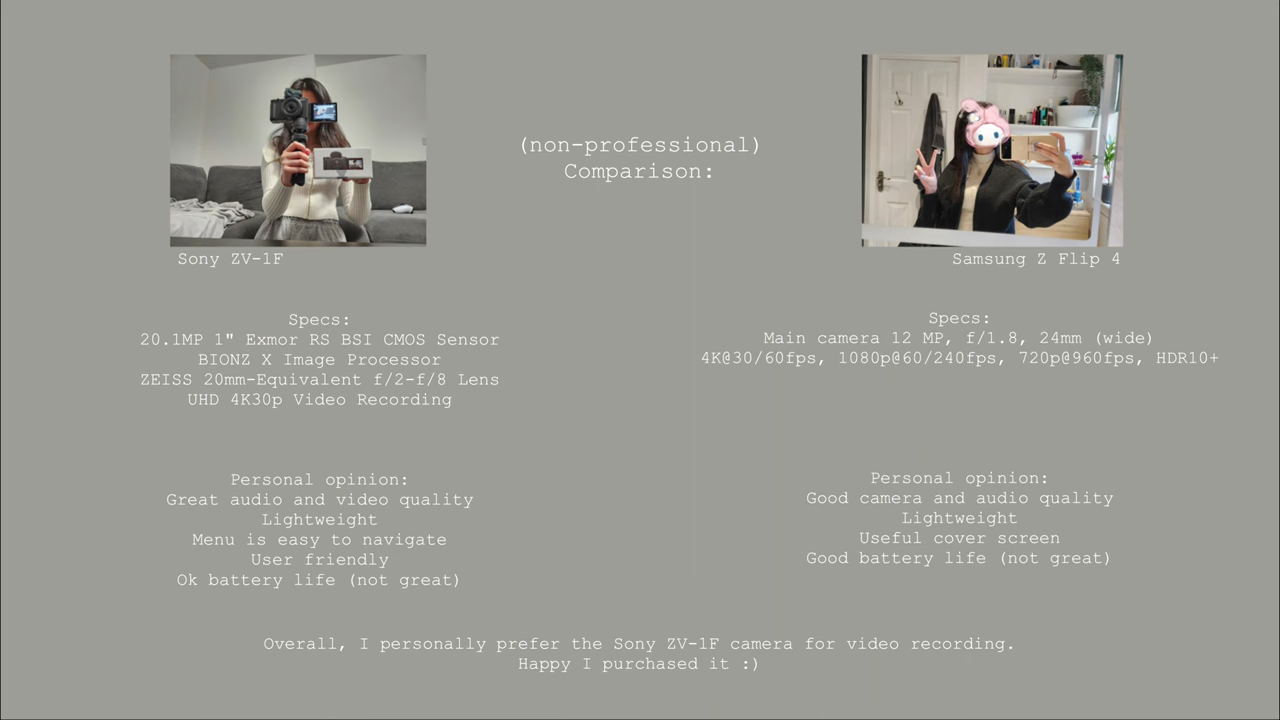 (non-professional)
Comparison:
Sony ZV-1F
Samsung Z Flip 4
Specs:
20.1MP 1" Exmor RS BSI CMOS Sensor
BIONZ X Image Processor
ZEISS 20mm-Equivalent f/2-f/8 Lens
UHD 4K30p Video Recording
Specs:
Main camera 12 MP, f/1.8, 24mm (wide)
4K@30/60fps, 1080p@60/240fps, 720p@960fps, HDR10+
Personal opinion:
Great audio and video quality
Lightweight
Menu is easy to navigate
User friendly
Ok battery life (not great)
Personal opinion:
Good camera and audio quality
Lightweight
Useful cover screen
Good battery life (not great)
Overall, I personally prefer the Sony ZV-1F camera for video recording.
Happy I purchased it :)